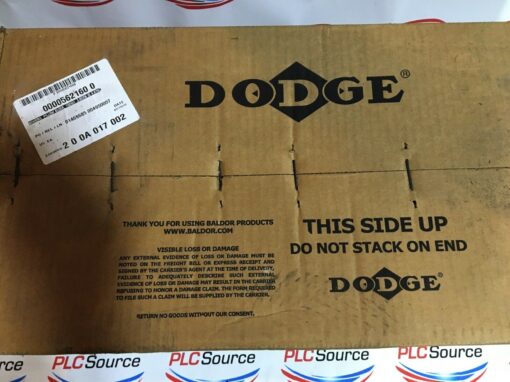 PLCSource
PLCSource
DODGE®
0000562160 0
2 0 0A 017 002
THANK YOU FOR USING BALDOR PRODUCTS
WWW.BALDOR.COM
VISIBLE LOSS OR DAMAGE
ANY EXTERNAL EVIDENCE OF LOSS OR DAMAGE MUST BE
NOTED ON THE FREIGHT BILL OR EXPRESS RECEIPT AND
SIGNED BY THE CARRIER'S AGENT AT THE TIME OF DELIVERY,
FAILURE TO ADEQUATELY DESCRIBE SUCH EXTERNAL
EVIDENCE OF LOSS OR DAMAGE MAY RESULT IN THE CARRIER
REFUSING TO HONOR A DAMAGE CLAIM. THE FORM REQUIRED
TO FILE SUCH A CLAIM WILL BE SUPPLIED BY THE CARRIER.
RETURN NO GOODS WITHOUT OUR CONSENT.
THIS SIDE UP
DO NOT STACK ON END
DODGE®
PLCSource
PLCSource
PLCSource
PLCSource